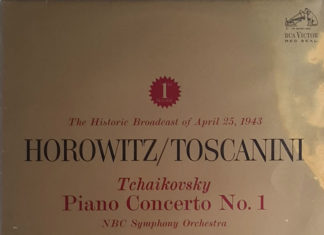 RCA VICTOR
RED SEAL
1
The Historic Broadcast of April 25, 1943
HOROWITZ/TOSCANINI
Tchaikovsky
Piano Concerto No. 1
NBC Symphony Orchestra